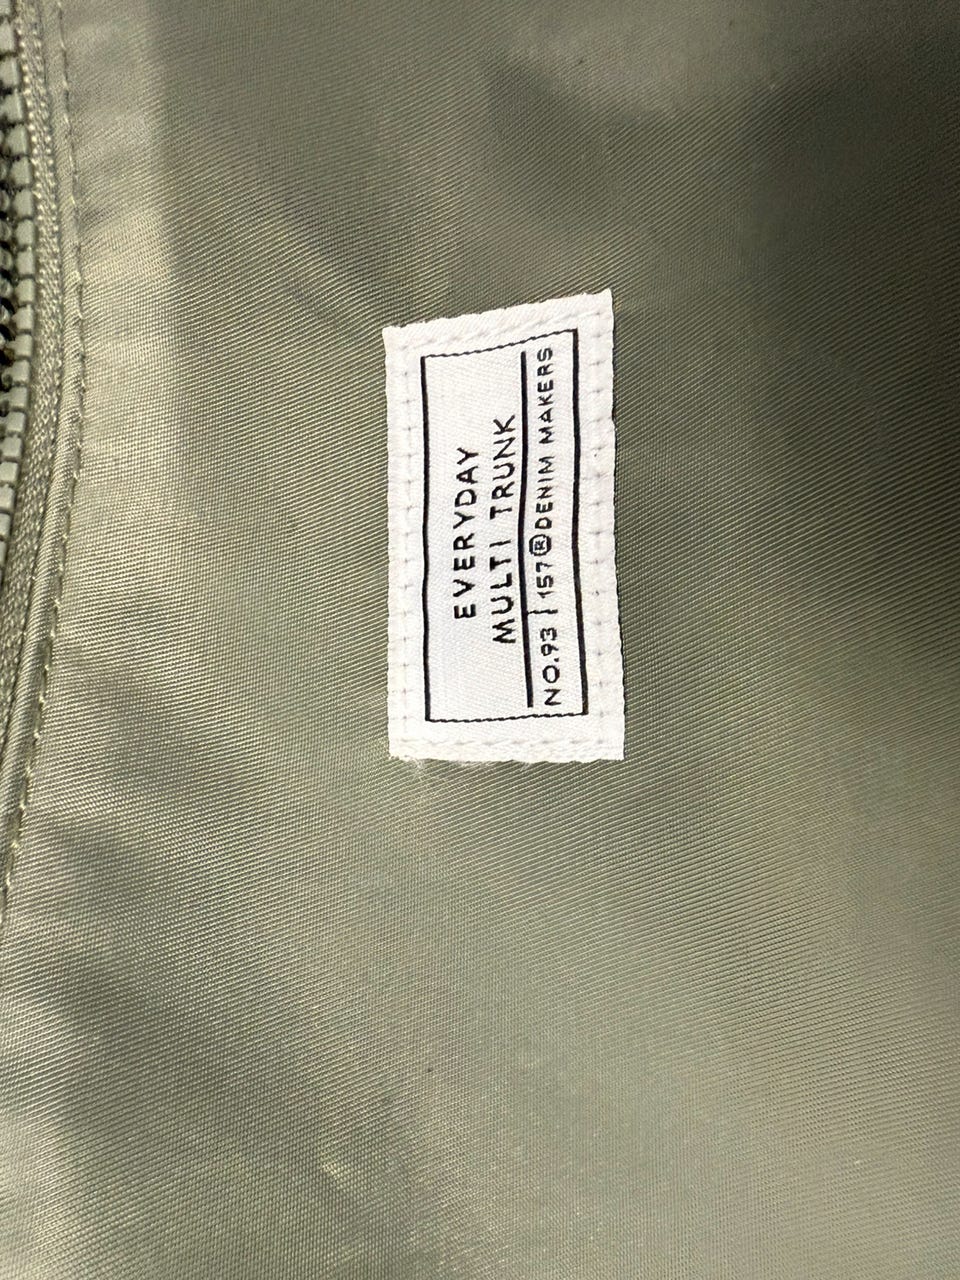 EVERYDAY
MULTI TRUNK
NO.93 | 157®DENIM MAKERS